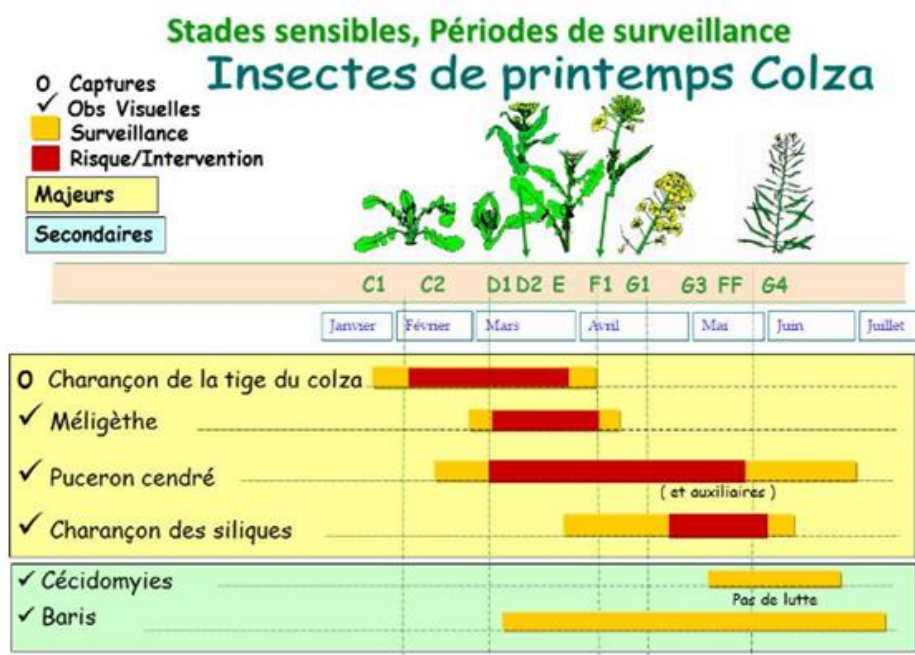 Stades sensibles, Périodes de surveillance
Insectes de printemps Colza
O Captures
✓ Obs Visuelles
Surveillance
Risque/Intervention
Majeurs
Secondaires
C1 C2 D1 D2 E F1 G1 G3 FF G4
Janvier Février Mars Avril Mai Juin Juillet
O Charançon de la tige du colza
✓ Méligèthe
✓ Puceron cendré
( et auxiliaires )
✓ Charançon des siliques
✓ Cécidomyies
Pas de lutte
✓ Baris